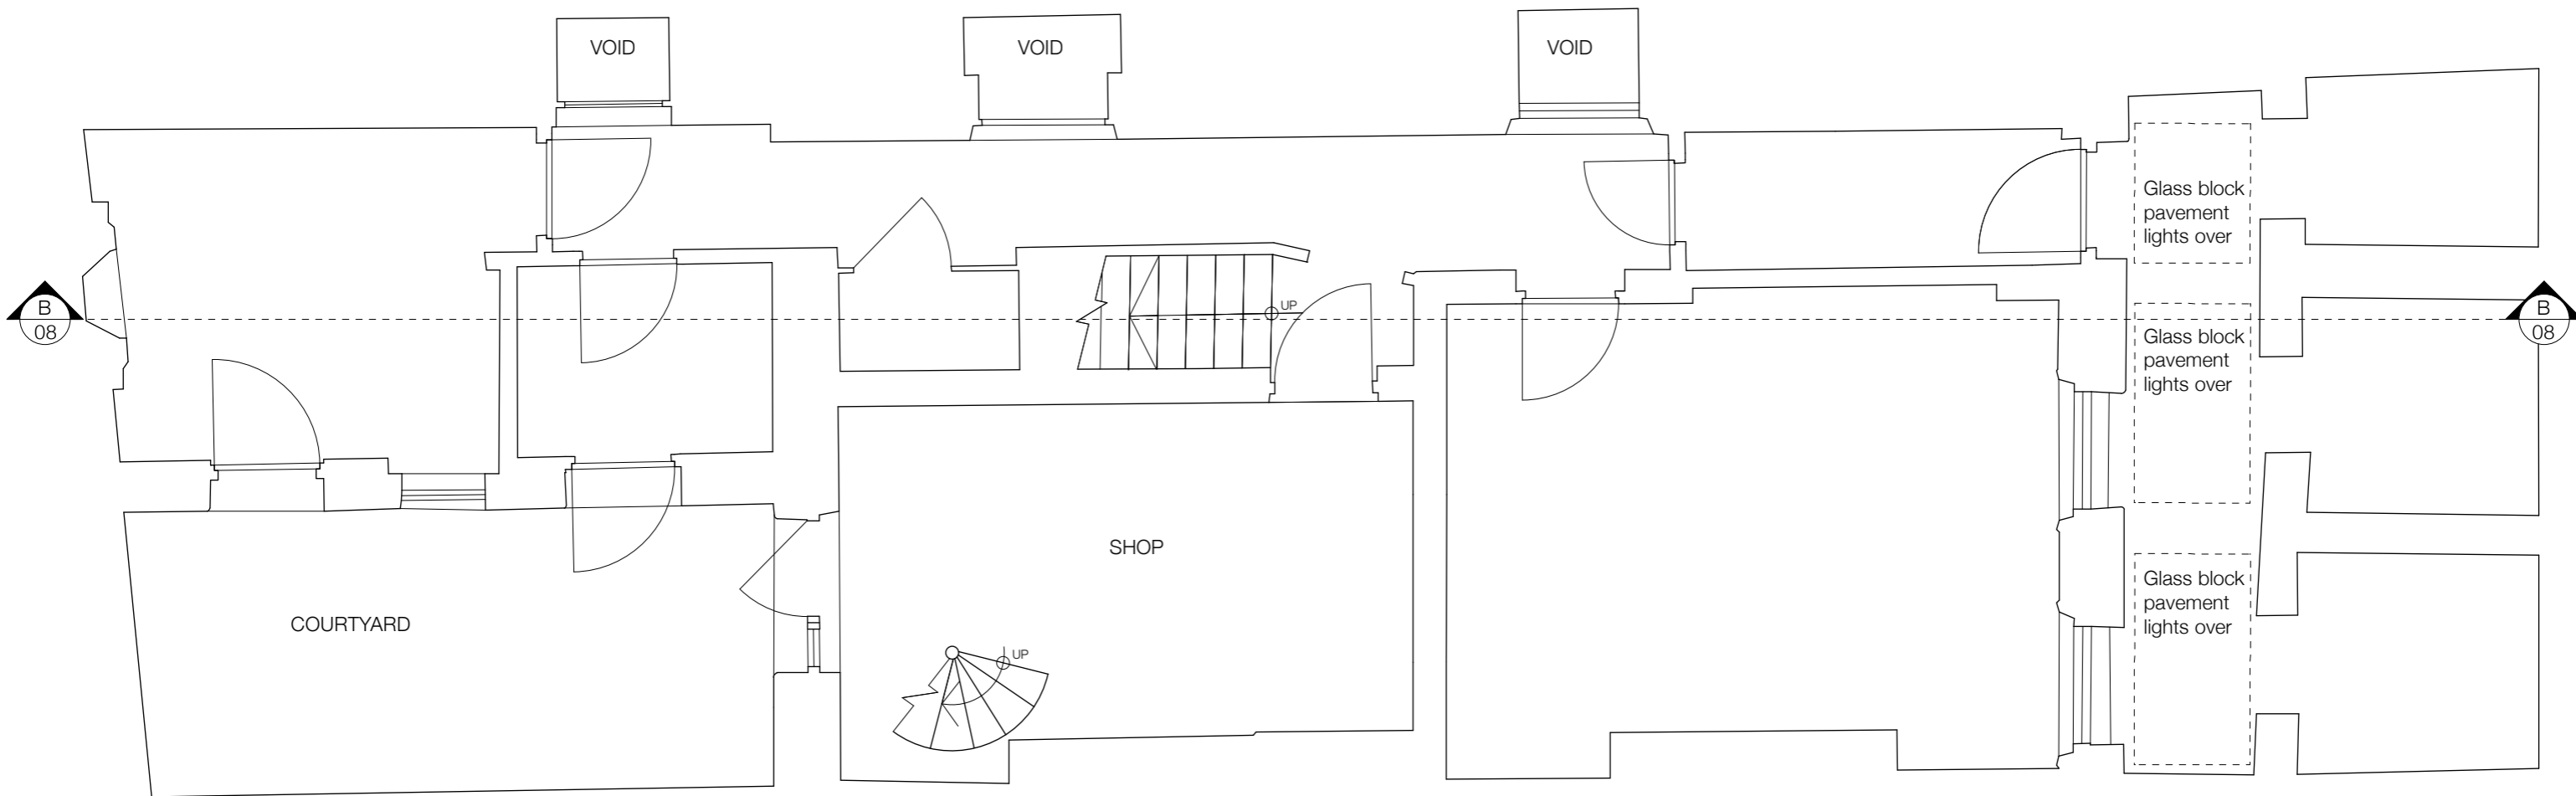 VOID
VOID
VOID
Glass block
pavement
lights over
B
08
UP
B
08
Glass block
pavement
lights over
SHOP
Glass block
pavement
lights over
COURTYARD
UP